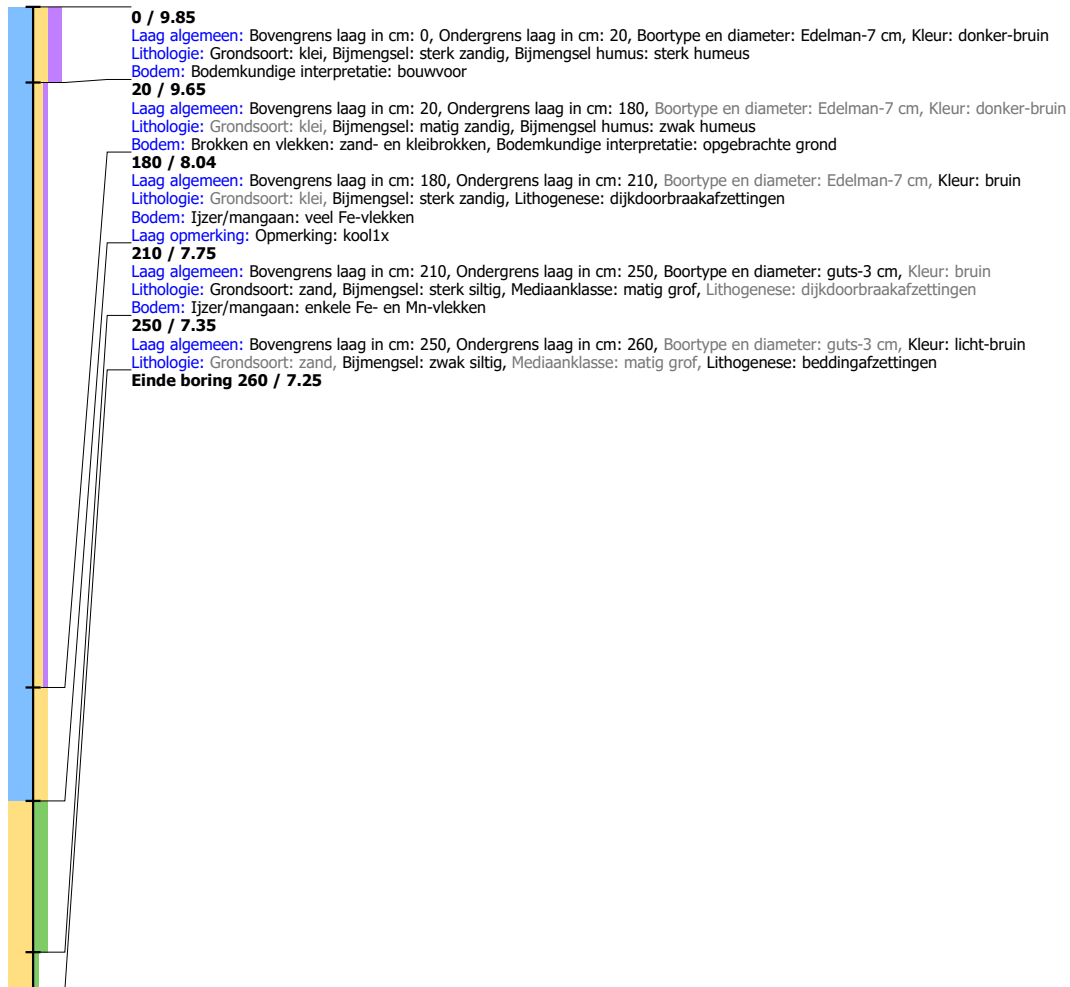 0 / 9.85
Laag algemeen: Bovengrens laag in cm: 0, Ondergrens laag in cm: 20, Boortype en diameter: Edelman-7 cm, Kleur: donker-bruin
Lithologie: Grondsoort: klei, Bijmengsel: sterk zandig, Bijmengsel humus: sterk humeus
Bodem: Bodemkundige interpretatie: bouwvoor
20 / 9.65
Laag algemeen: Bovengrens laag in cm: 20, Ondergrens laag in cm: 180, Boortype en diameter: Edelman-7 cm, Kleur: donker-bruin
Lithologie: Grondsoort: klei, Bijmengsel: matig zandig, Bijmengsel humus: zwak humeus
Bodem: Brokken en vlekken: zand- en kleibrokken, Bodemkundige interpretatie: opgebrachte grond
180 / 8.04
Laag algemeen: Bovengrens laag in cm: 180, Ondergrens laag in cm: 210, Boortype en diameter: Edelman-7 cm, Kleur: bruin
Lithologie: Grondsoort: klei, Bijmengsel: sterk zandig, Lithogenese: dijkdoorbraakafzettingen
Bodem: Ijzer/mangaan: veel Fe-vlekken
Laag opmerking: Opmerking: kool1x
210 / 7.75
Laag algemeen: Bovengrens laag in cm: 210, Ondergrens laag in cm: 250, Boortype en diameter: guts-3 cm, Kleur: bruin
Lithologie: Grondsoort: zand, Bijmengsel: sterk siltig, Mediaanklasse: matig grof, Lithogenese: dijkdoorbraakafzettingen
Bodem: Ijzer/mangaan: enkele Fe- en Mn-vlekken
250 / 7.35
Laag algemeen: Bovengrens laag in cm: 250, Ondergrens laag in cm: 260, Boortype en diameter: guts-3 cm, Kleur: licht-bruin
Lithologie: Grondsoort: zand, Bijmengsel: zwak siltig, Mediaanklasse: matig grof, Lithogenese: beddingafzettingen
Einde boring 260 / 7.25